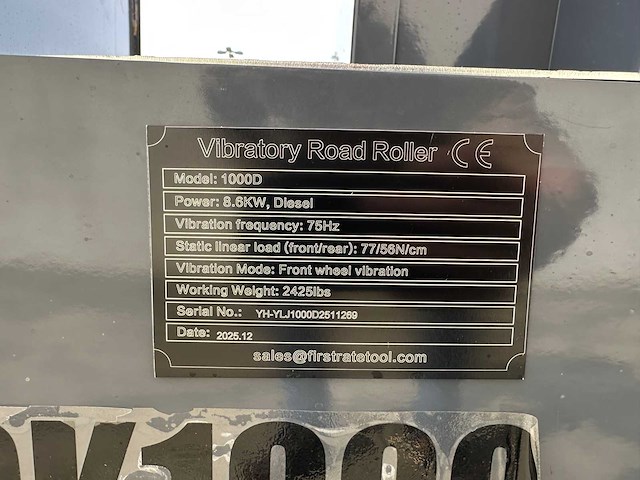 Vibratory Road Roller CE
Model: 1000D
Power: 8.6KW, Diesel
Vibration frequency: 75Hz
Static linear load (front/rear): 77/56N/cm
Vibration Mode: Front wheel vibration
Working Weight: 2425lbs
Serial No.: YH-YLJ1000D2511269
Date: 2025.12
sales@firstratetool.com